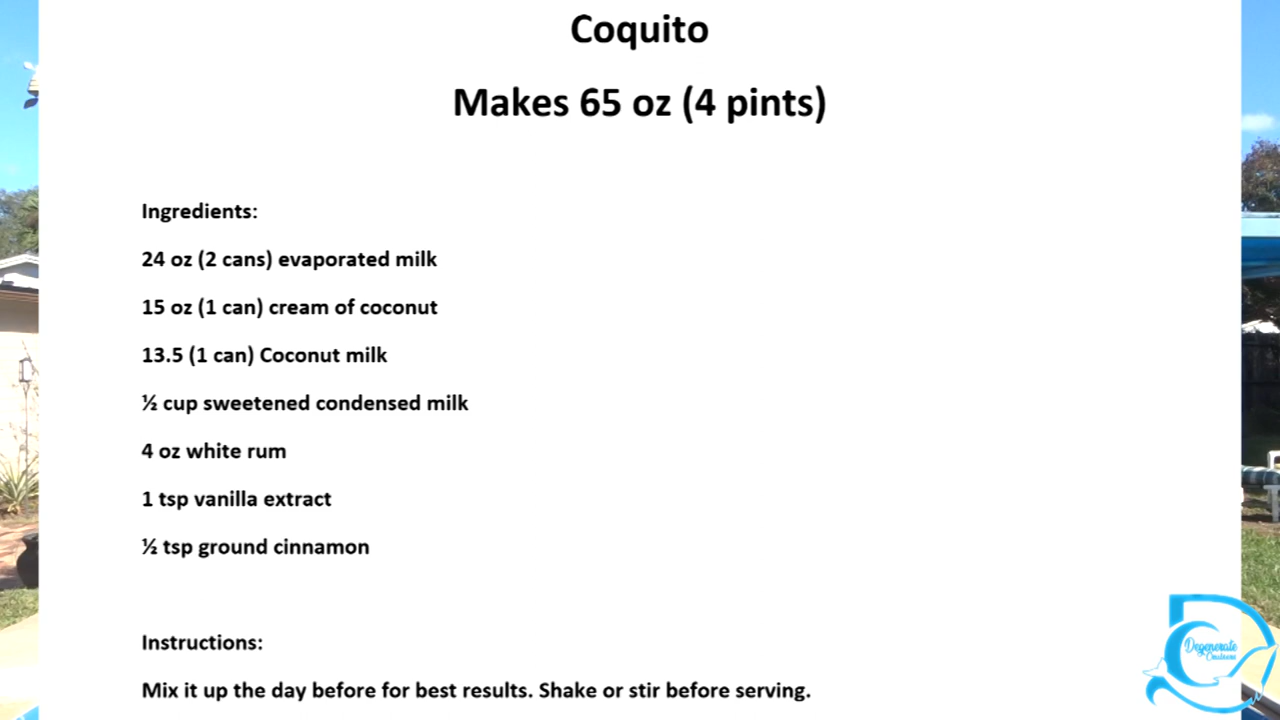 Coquito
Makes 65 oz (4 pints)
Ingredients:
24 oz (2 cans) evaporated milk
15 oz (1 can) cream of coconut
13.5 (1 can) Coconut milk
½ cup sweetened condensed milk
4 oz white rum
1 tsp vanilla extract
½ tsp ground cinnamon
Instructions:
Mix it up the day before for best results. Shake or stir before serving.
Degenerate